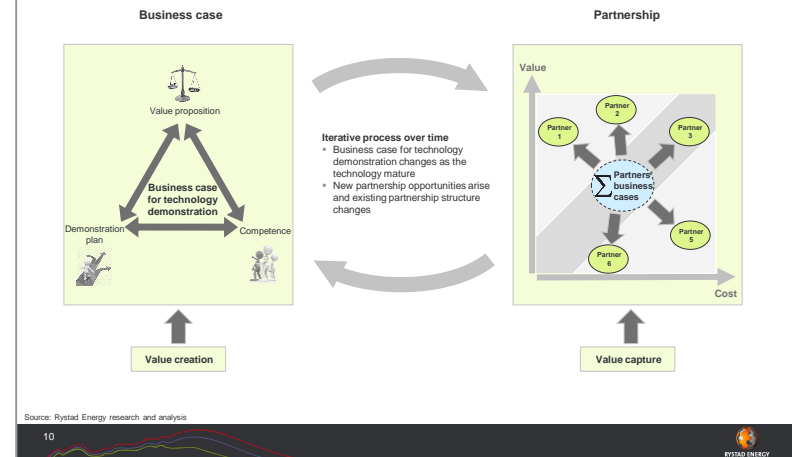 Business case
Partnership
Value proposition
Business case
for technology
demonstration
Demonstration
plan
Competence
Value creation
Iterative process over time
▪ Business case for technology
demonstration changes as the
technology mature
▪ New partnership opportunities arise
and existing partnership structure
changes
Value
Partner
1
Partner
2
Partner
3
∑ Partners'
business
cases
Partner
5
Partner
6
Cost
Value capture
Source: Rystad Energy research and analysis
10
RYSTAD ENERGY